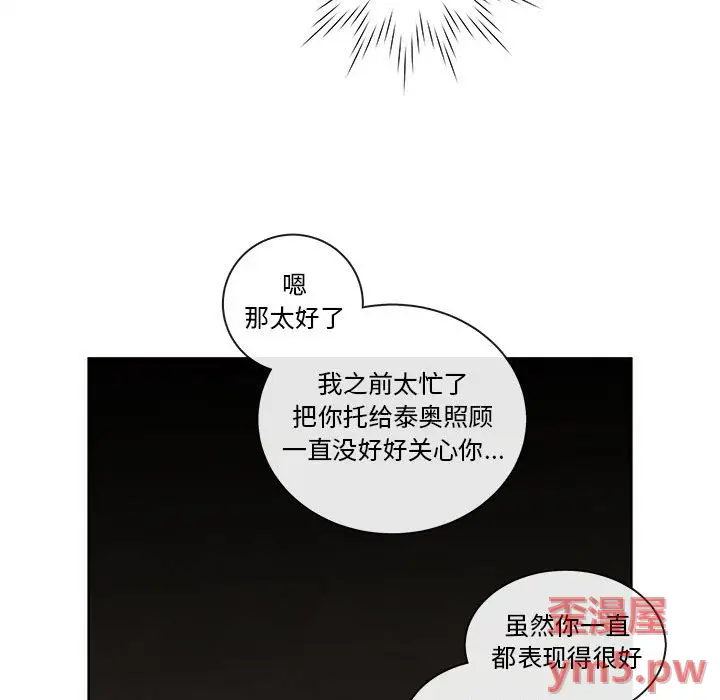 嗯
那太好了
我之前太忙了
把你托给泰奥照顾
一直没好好关心你...
虽然你一直
都表现得很好
歪漫屋
ym5.pw